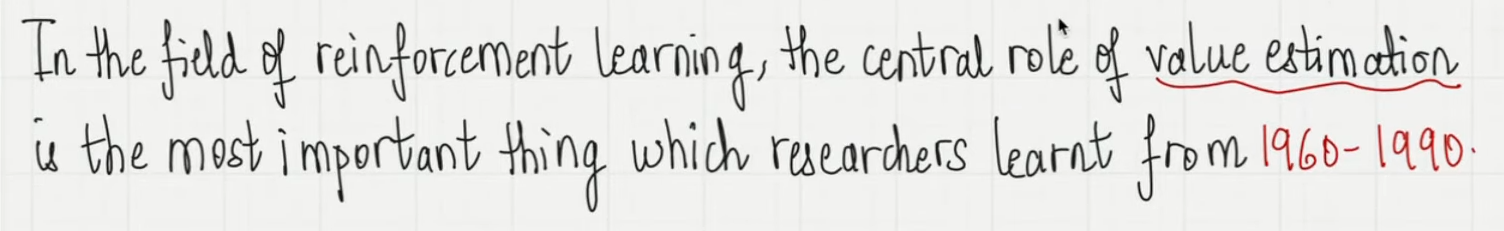 In the field of reinforcement learning, the central role of value estimation
is the most important thing which researchers learnt from 1960-1990.